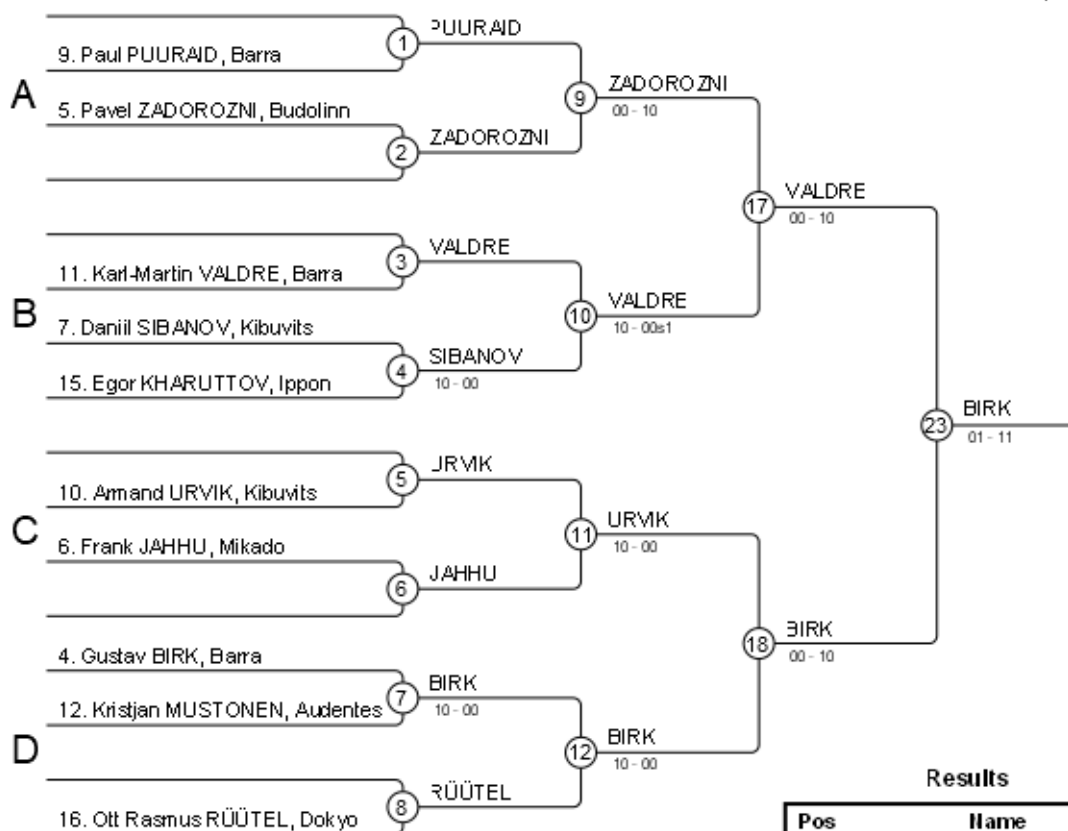 9. Paul PUURAID, Barra
1
PUURAID
A
5. Pavel ZADOROZNI, Budolinn
2
ZADOROZNI
9
ZADOROZNI
00 - 10
11. Karl-Martin VALDRE, Barra
3
VALDRE
B
7. Daniil SIBANOV, Kibuvits
15. Egor KHARUTTOV, Ippon
4
SIBANOV
10 - 00
10
VALDRE
10 - 00s1
17
VALDRE
00 - 10
10. Armand URVIK, Kibuvits
5
URVIK
C
6. Frank JAHHU, Mikado
6
JAHHU
11
URVIK
10 - 00
4. Gustav BIRK, Barra
12. Kristjan MUSTONEN, Audentes
7
BIRK
10 - 00
D
16. Ott Rasmus RÜÜTEL, Dokyo
8
RÜÜTEL
12
BIRK
10 - 00
18
BIRK
00 - 10
23
BIRK
01 - 11
Results
Pos Name